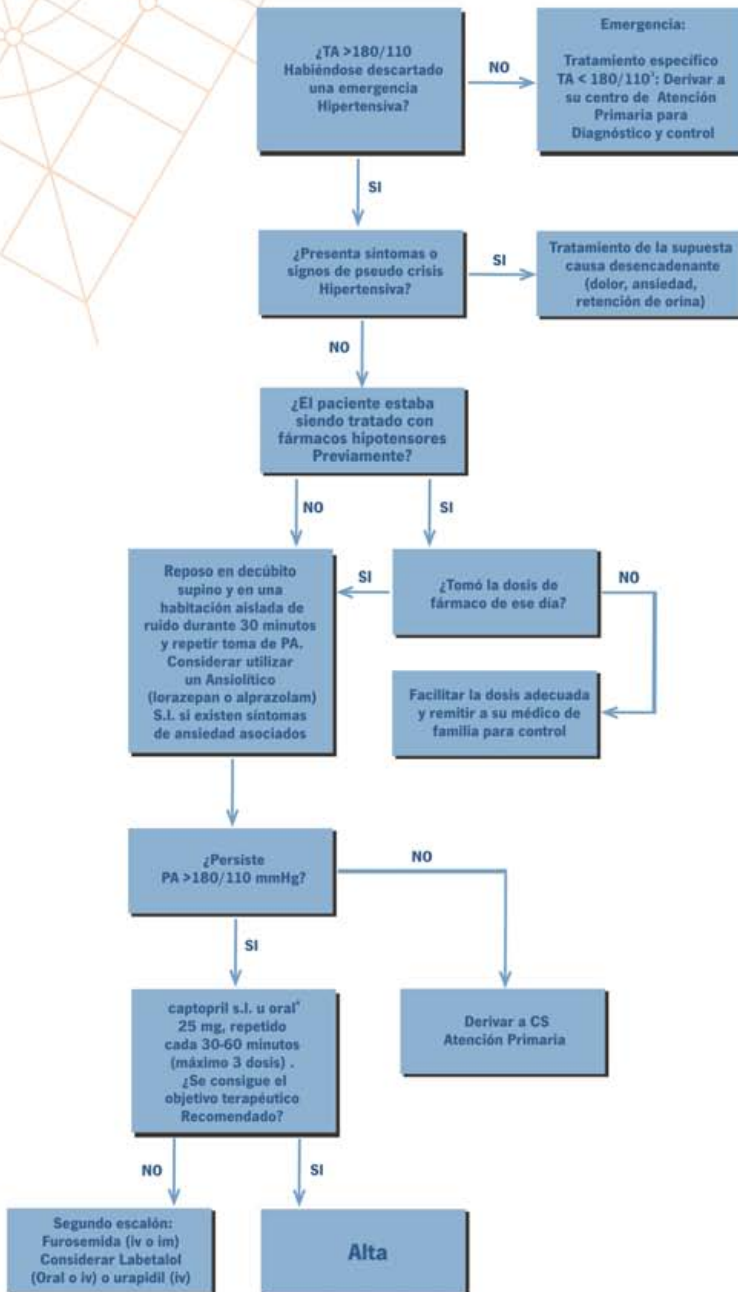 ¿TA >180/110
Habiéndose descartado
una emergencia
Hipertensiva?
NO
Emergencia:
Tratamiento específico
TA < 180/110¹: Derivar a
su centro de Atención
Primaria para
Diagnóstico y control
SI
¿Presenta síntomas o
signos de pseudo crisis
Hipertensiva?
SI
Tratamiento de la supuesta
causa desencadenante
(dolor, ansiedad,
retención de orina)
NO
¿El paciente estaba
siendo tratado con
fármacos hipotensores
Previamente?
NO
SI
Reposo en decúbito
supino y en una
habitación aislada de
ruido durante 30 minutos
y repetir toma de PA.
Considerar utilizar
un Ansiolítico
(lorazepan o alprazolam)
S.l. si existen síntomas
de ansiedad asociados
SI
¿Tomó la dosis de
fármaco de ese día?
NO
Facilitar la dosis adecuada
y remitir a su médico de
familia para control
¿Persiste
PA >180/110 mmHg?
NO
SI
captopril s.l. u oral*
25 mg, repetido
cada 30-60 minutos
(máximo 3 dosis) .
¿Se consigue el
objetivo terapéutico
Recomendado?
Derivar a CS
Atención Primaria
NO
SI
Segundo escalón:
Furosemida (iv o im)
Considerar Labetalol
(Oral o iv) o urapidil (iv)
Alta